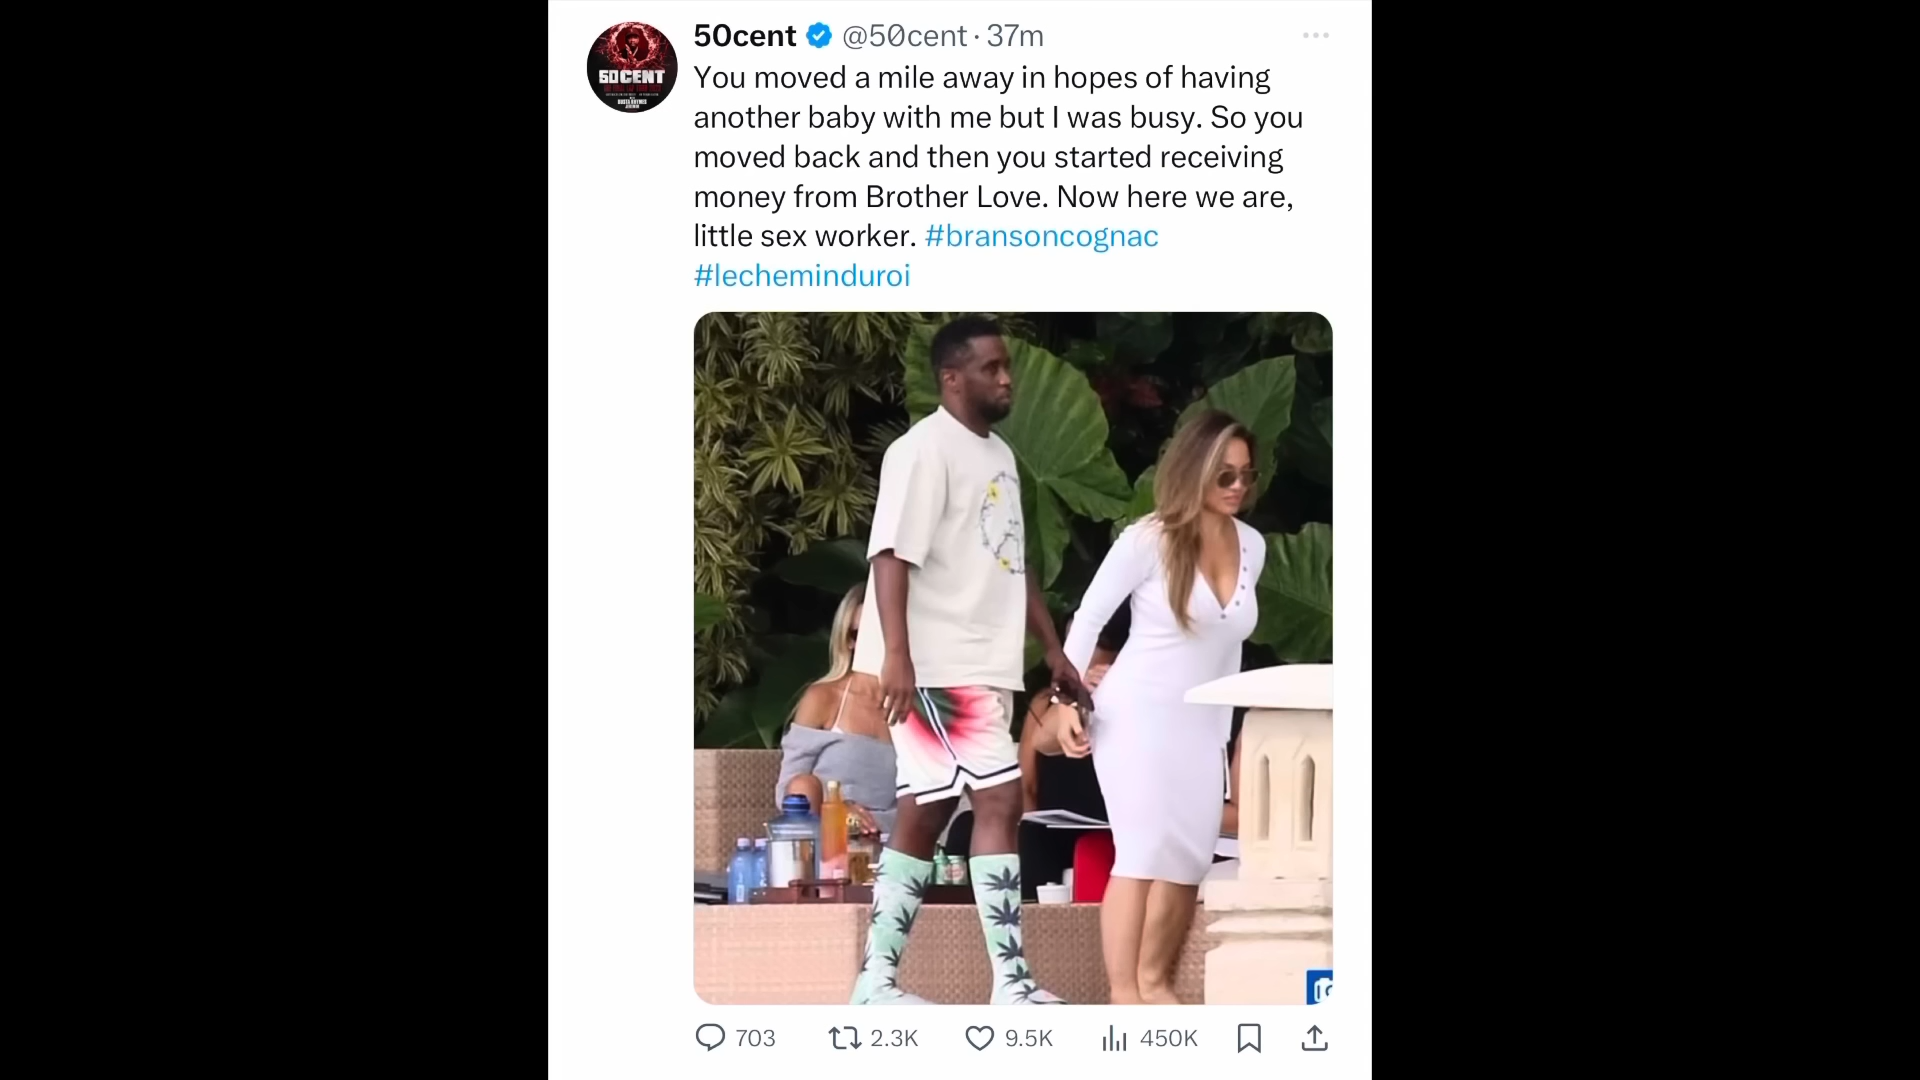 50cent @50cent · 37m
You moved a mile away in hopes of having
another baby with me but I was busy. So you
moved back and then you started receiving
money from Brother Love. Now here we are,
little sex worker. #bransoncognac
#lecheminduroi
50CENT
BUSTA RHYMES
703 2.3K 9.5K 450K